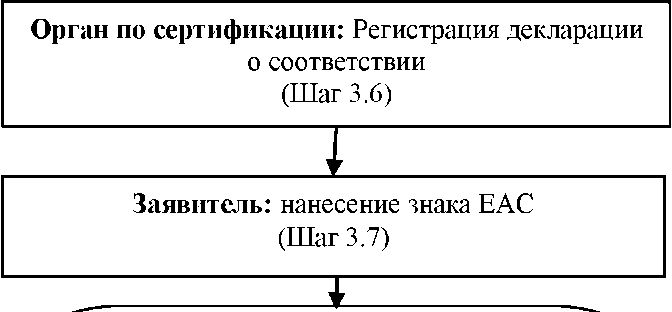 Орган по сертификации: Регистрация декларации
о соответствии
(Шаг 3.6)
Заявитель: нанесение знака ЕАС
(Шаг 3.7)